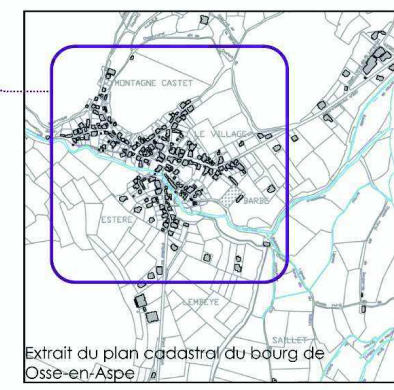 MONTAGNE CASTET
LE VILLAGE
BARBE
ESTERE
LEMBEYE
SAILLET
Extrait du plan cadastral du bourg de
Osse-en-Aspe